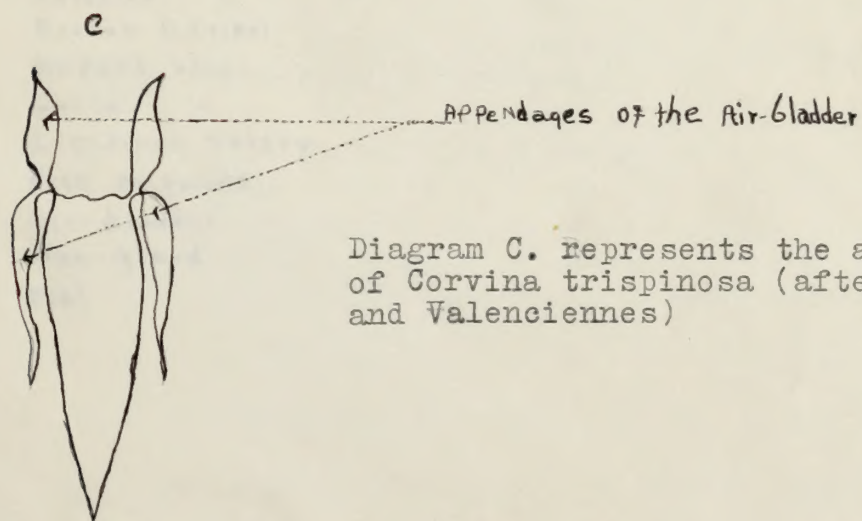 C
Appendages of the Air-bladder
Diagram C. represents the a
of Corvina trispinosa (afte
and Valenciennes)